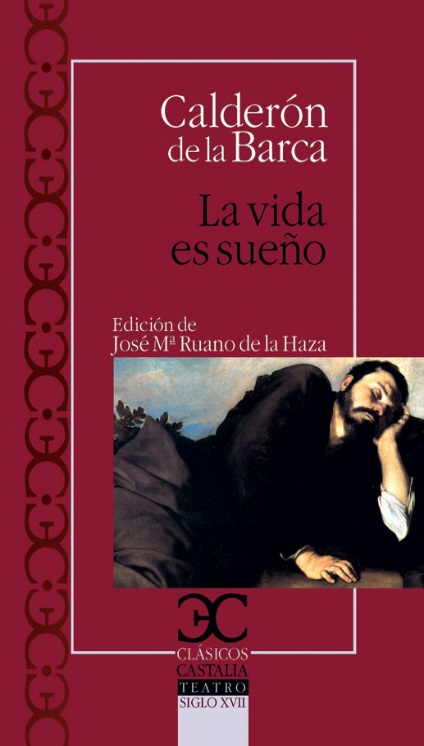 Calderón
de la Barca
La vida
es sueño
Edición de
José Mª Ruano de la Haza
CLÁSICOS
CASTALIA
TEATRO
SIGLO XVII